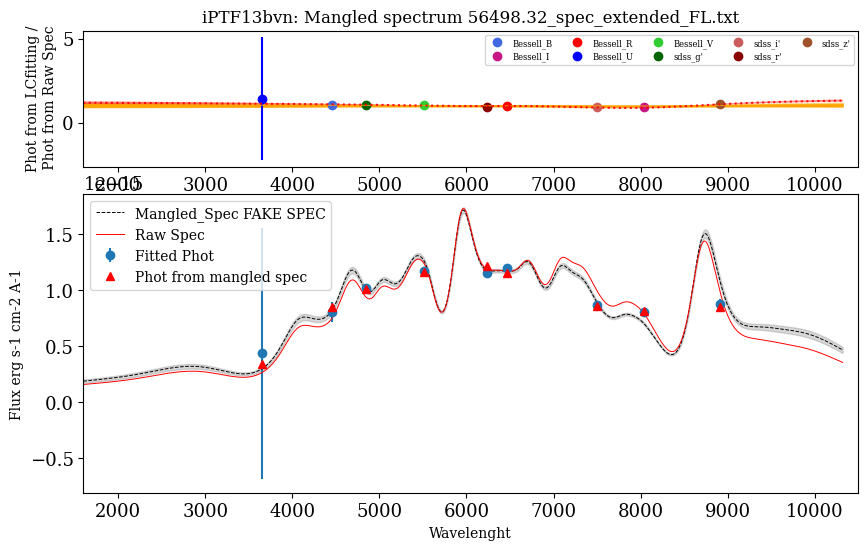 iPTF13bvn: Mangled spectrum 56498.32_spec_extended_FL.txt
Phot from LCfitting /
Phot from Raw Spec
5
0
Bessell_B
Bessell_R
Bessell_V
sdss_i'
sdss_z'
Bessell_I
Bessell_U
sdss_g'
sdss_r'
2000 3000 4000 5000 6000 7000 8000 9000 10000
1e−15
Flux erg s-1 cm-2 A-1
1.5
1.0
0.5
0.0
−0.5
Mangled_Spec FAKE SPEC
Raw Spec
Fitted Phot
Phot from mangled spec
2000 3000 4000 5000 6000 7000 8000 9000 10000
Wavelenght